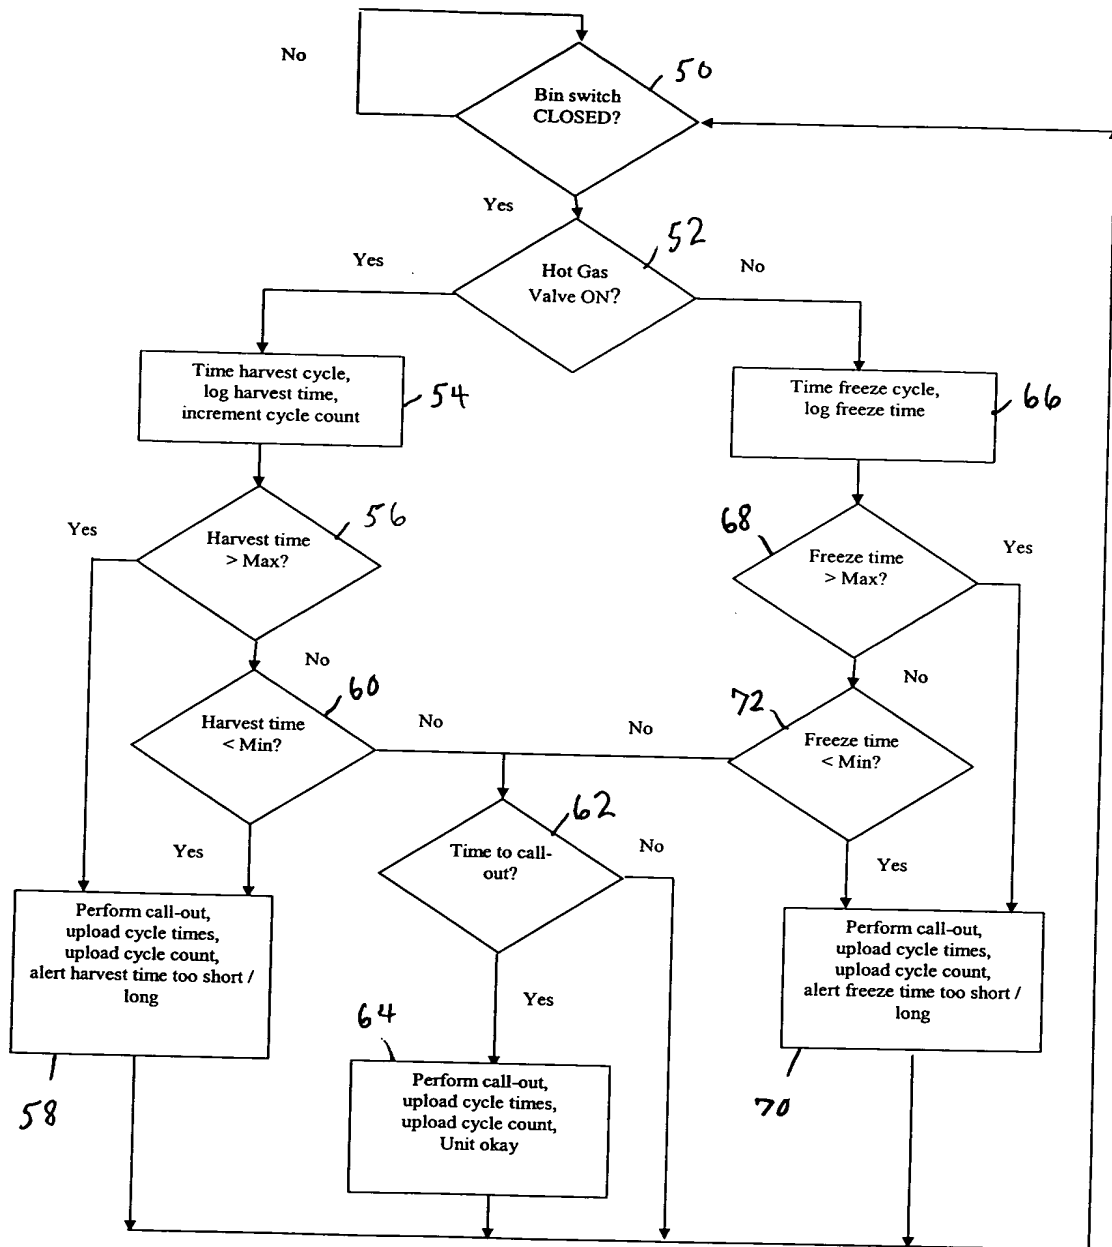 No
50
Bin switch
CLOSED?
Yes
52
Yes
Hot Gas
Valve ON?
No
Time harvest cycle,
log harvest time,
increment cycle count
54
Time freeze cycle,
log freeze time
66
Yes
56
Harvest time
> Max?
68
Freeze time
> Max?
Yes
No
No
60
Harvest time
< Min?
No
No
72
Freeze time
< Min?
62
Yes
Time to call-
out?
No
Yes
Perform call-out,
upload cycle times,
upload cycle count,
alert harvest time too short /
long
Perform call-out,
upload cycle times,
upload cycle count,
alert freeze time too short /
long
Yes
64
58
Perform call-out,
upload cycle times,
upload cycle count,
Unit okay
70